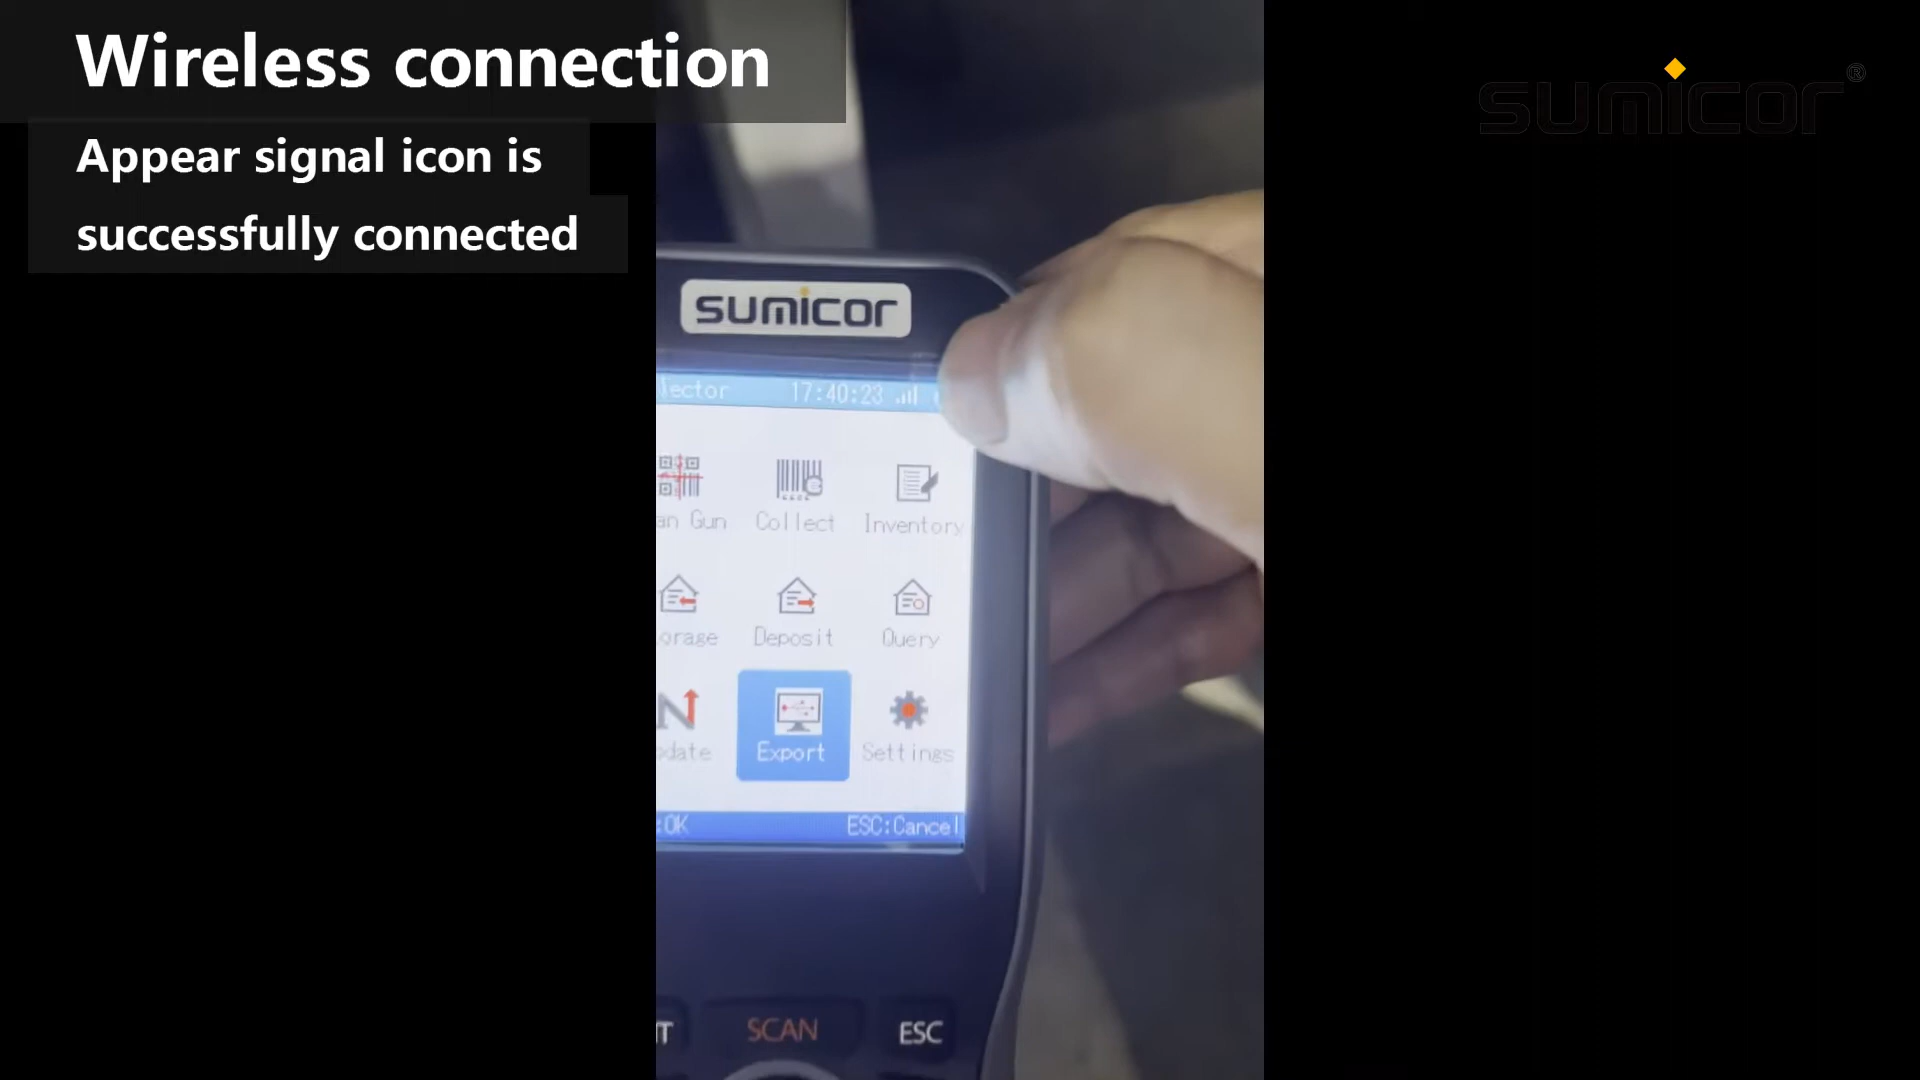 Wireless connection
Appear signal icon is
successfully connected
sumicor®
sumicor
lector 17:40:23
an Gun Collect Inventory
orage Deposit Query
pdate Export Settings
:OK ESC:Cancel
T SCAN ESC